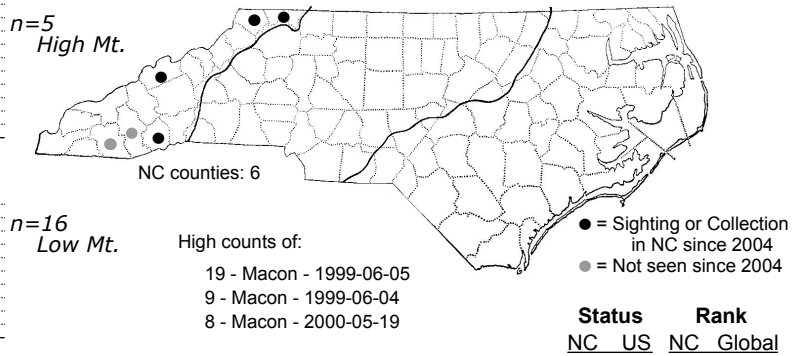 n=5
High Mt.
NC counties: 6
n=16
Low Mt.
High counts of:
19 - Macon - 1999-06-05
9 - Macon - 1999-06-04
8 - Macon - 2000-05-19
= Sighting or Collection
in NC since 2004
= Not seen since 2004
Status Rank
NC US NC Global